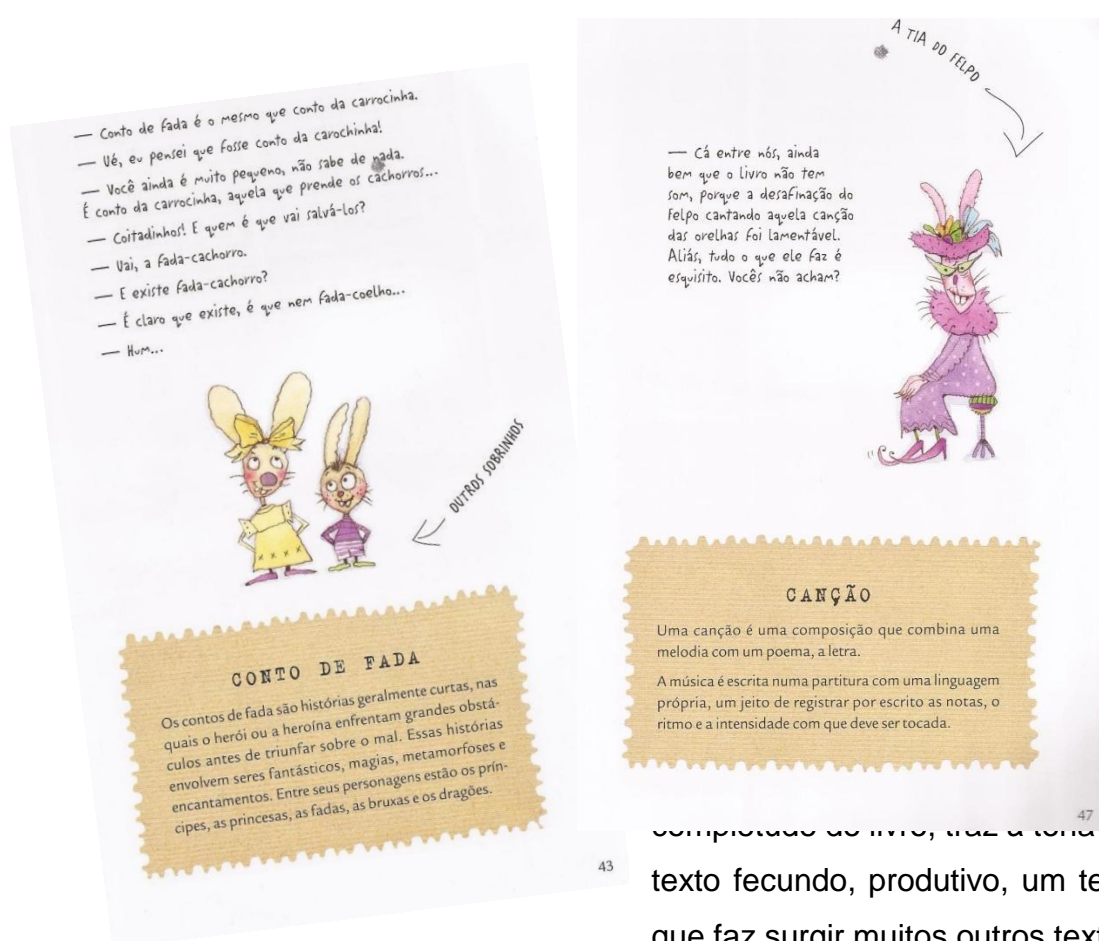 — Conto de fada é o mesmo que conto da carrocinha.
— Vé, eu pensei que fosse conto da carochinha!
— Você ainda é muito pequeno, não sabe de nada.
É conto da carrocinha, aquela que prende os cachorros...
— Coitadinhos! E quem é que vai salvá-los?
— Vai, a fada-cachorro.
— E existe fada-cachorro?
— É claro que existe, é que nem fada-coelho...
— Hum...
OUTROS SOBRINHOS
CONTO DE FADA
Os contos de fada são histórias geralmente curtas, nas
quais o herói ou a heroína enfrentam grandes obstá-
culos antes de triunfar sobre o mal. Essas histórias
envolvem seres fantásticos, magias, metamorfoses e
encantamentos. Entre seus personagens estão os prín-
cipes, as princesas, as fadas, as bruxas e os dragões.
43
A TIA DO FELPO
— Cá entre nós, ainda
bem que o livro não tem
som, porque a desafinação do
Felpo cantando aquela canção
das orelhas foi lamentável.
Aliás, tudo o que ele faz é
esquisito. Vocês não acham?
CANÇÃO
Uma canção é uma composição que combina uma
melodia com um poema, a letra.
A música é escrita numa partitura com uma linguagem
própria, um jeito de registrar por escrito as notas, o
ritmo e a intensidade com que deve ser tocada.
47
do livro, traz à
texto fecundo, produtivo, um te
que faz surgir muitos outros text